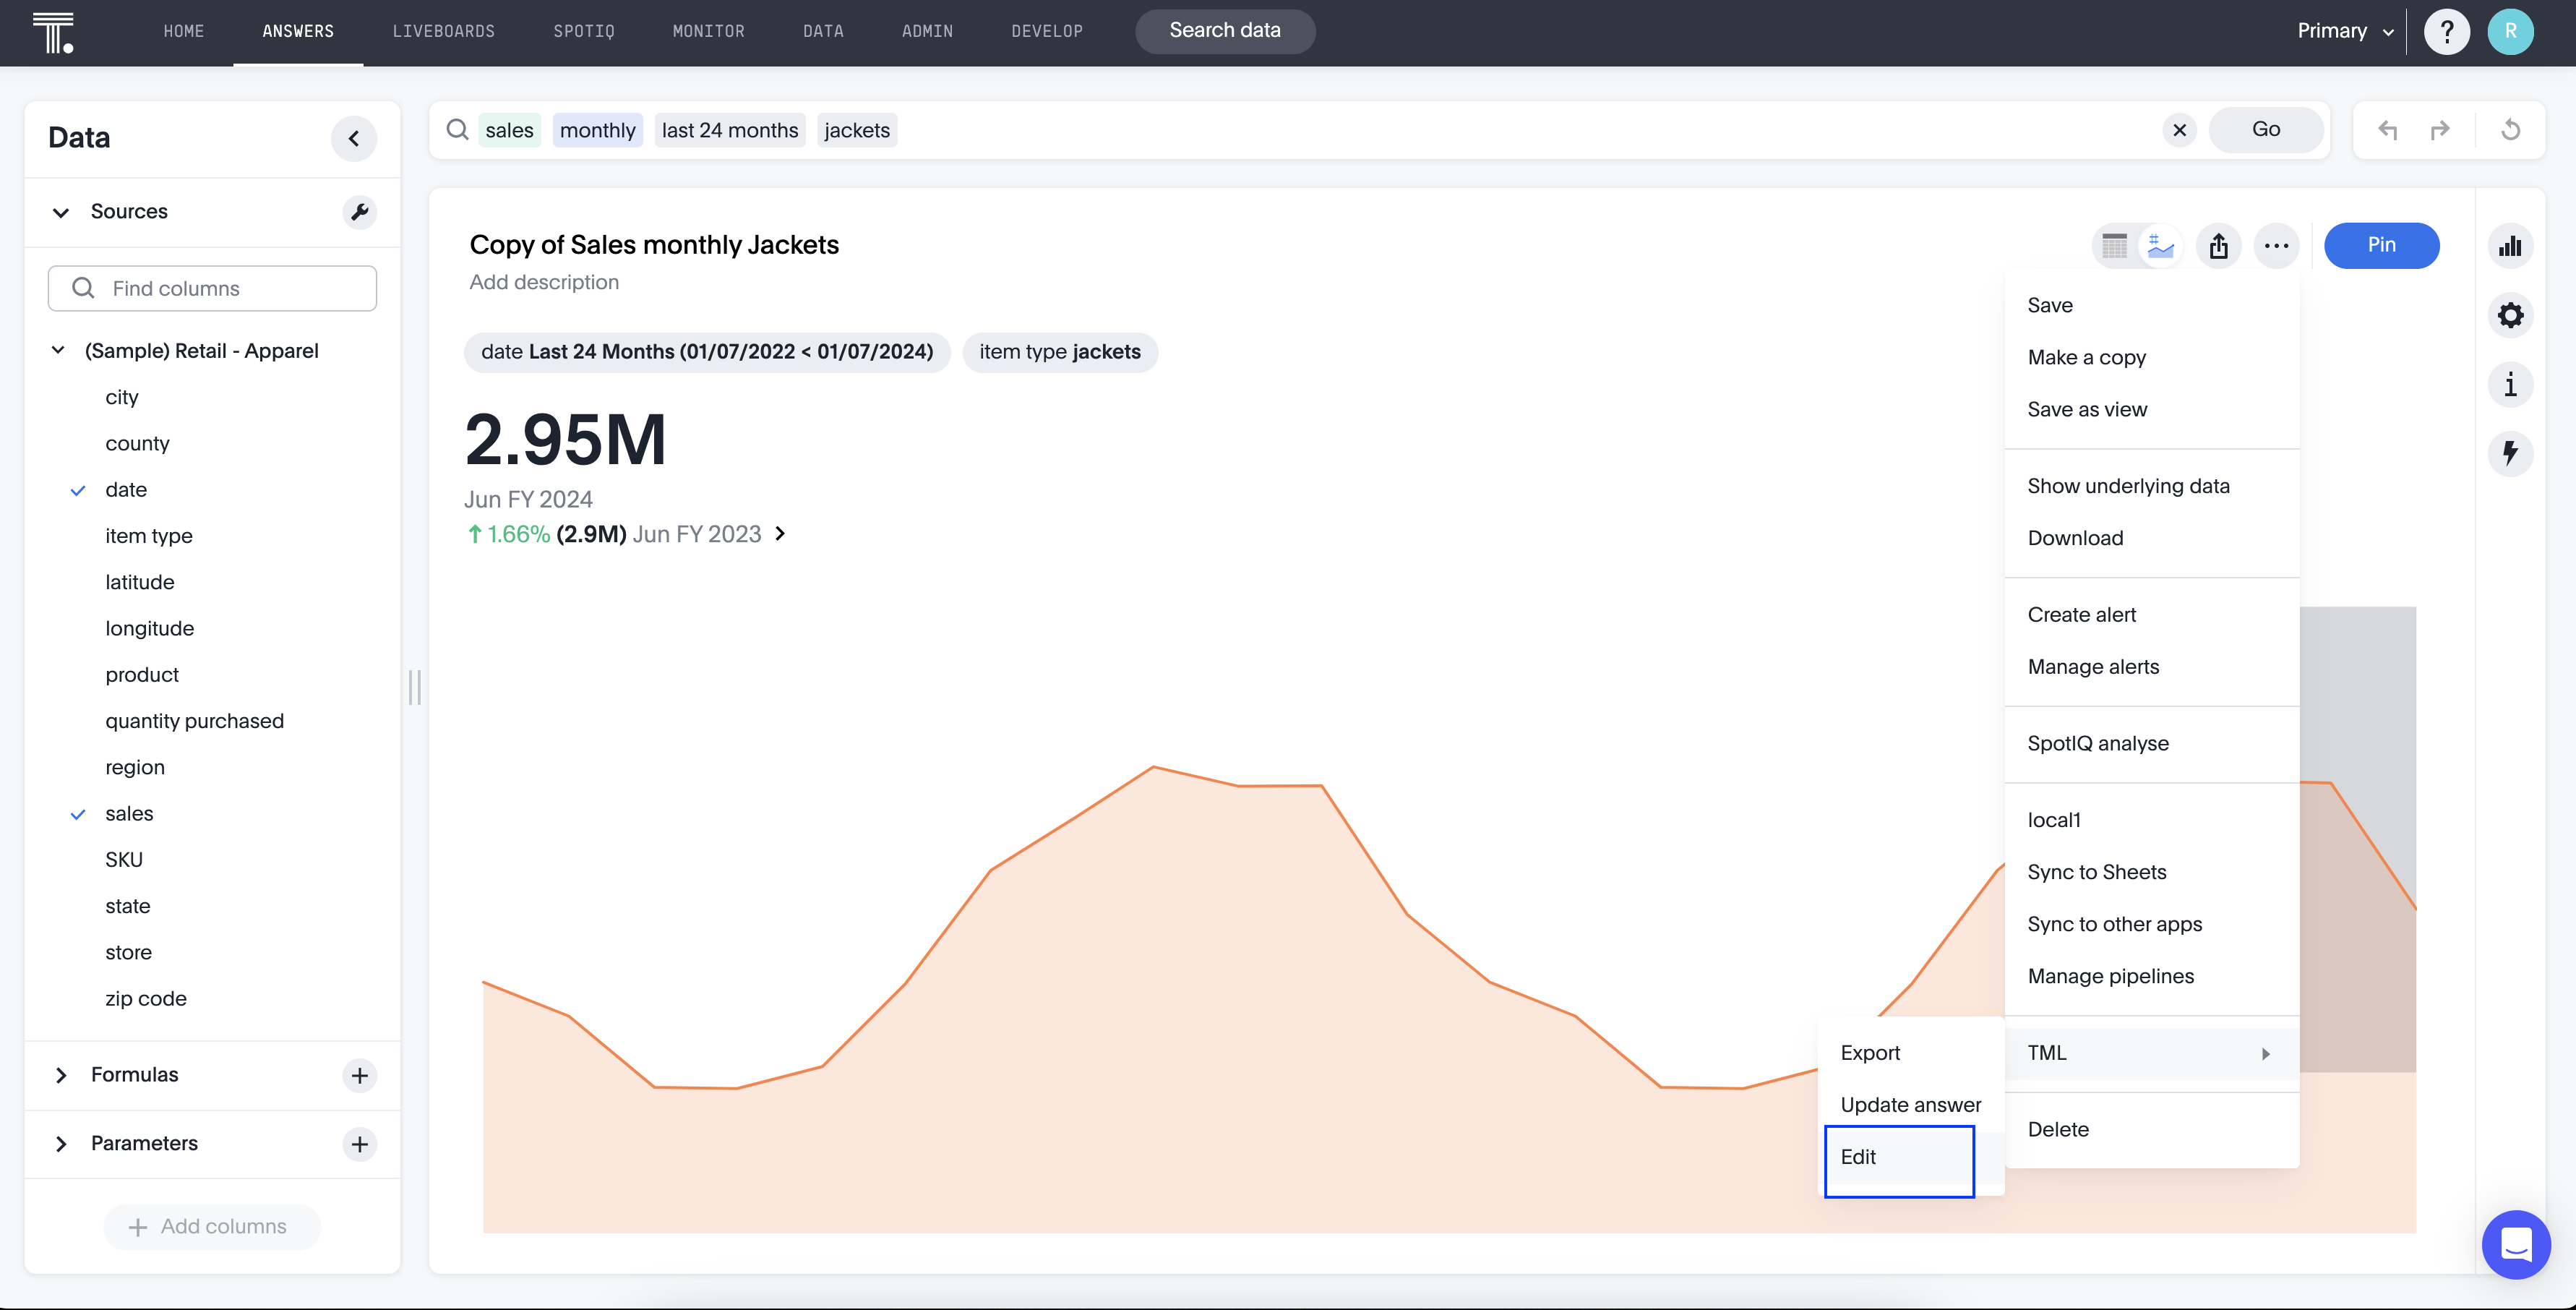 HOME ANSWERS LIVEBOARDS SPOTIQ MONITOR DATA ADMIN DEVELOP Search data Primary ? R
Data
Sources
Find columns
(Sample) Retail - Apparel
city
county
date
item type
latitude
longitude
product
quantity purchased
region
sales
SKU
state
store
zip code
Formulas
Parameters
Add columns
sales monthly last 24 months jackets Go
Copy of Sales monthly Jackets
Add description
Pin
date Last 24 Months (01/07/2022 < 01/07/2024) item type jackets
2.95M
Jun FY 2024
1.66% (2.9M) Jun FY 2023
Save
Make a copy
Save as view
Show underlying data
Download
Create alert
Manage alerts
SpotIQ analyse
local1
Sync to Sheets
Sync to other apps
Manage pipelines
TML
Delete
Export
Update answer
Edit